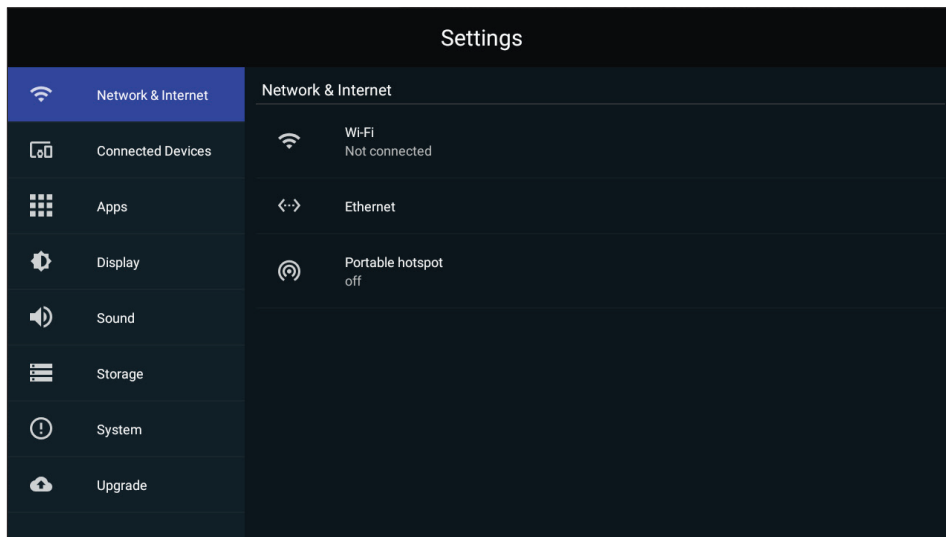 Settings
Network & Internet
Connected Devices
Apps
Display
Sound
Storage
System
Upgrade
Network & Internet
Wi-Fi
Not connected
Ethernet
Portable hotspot
off